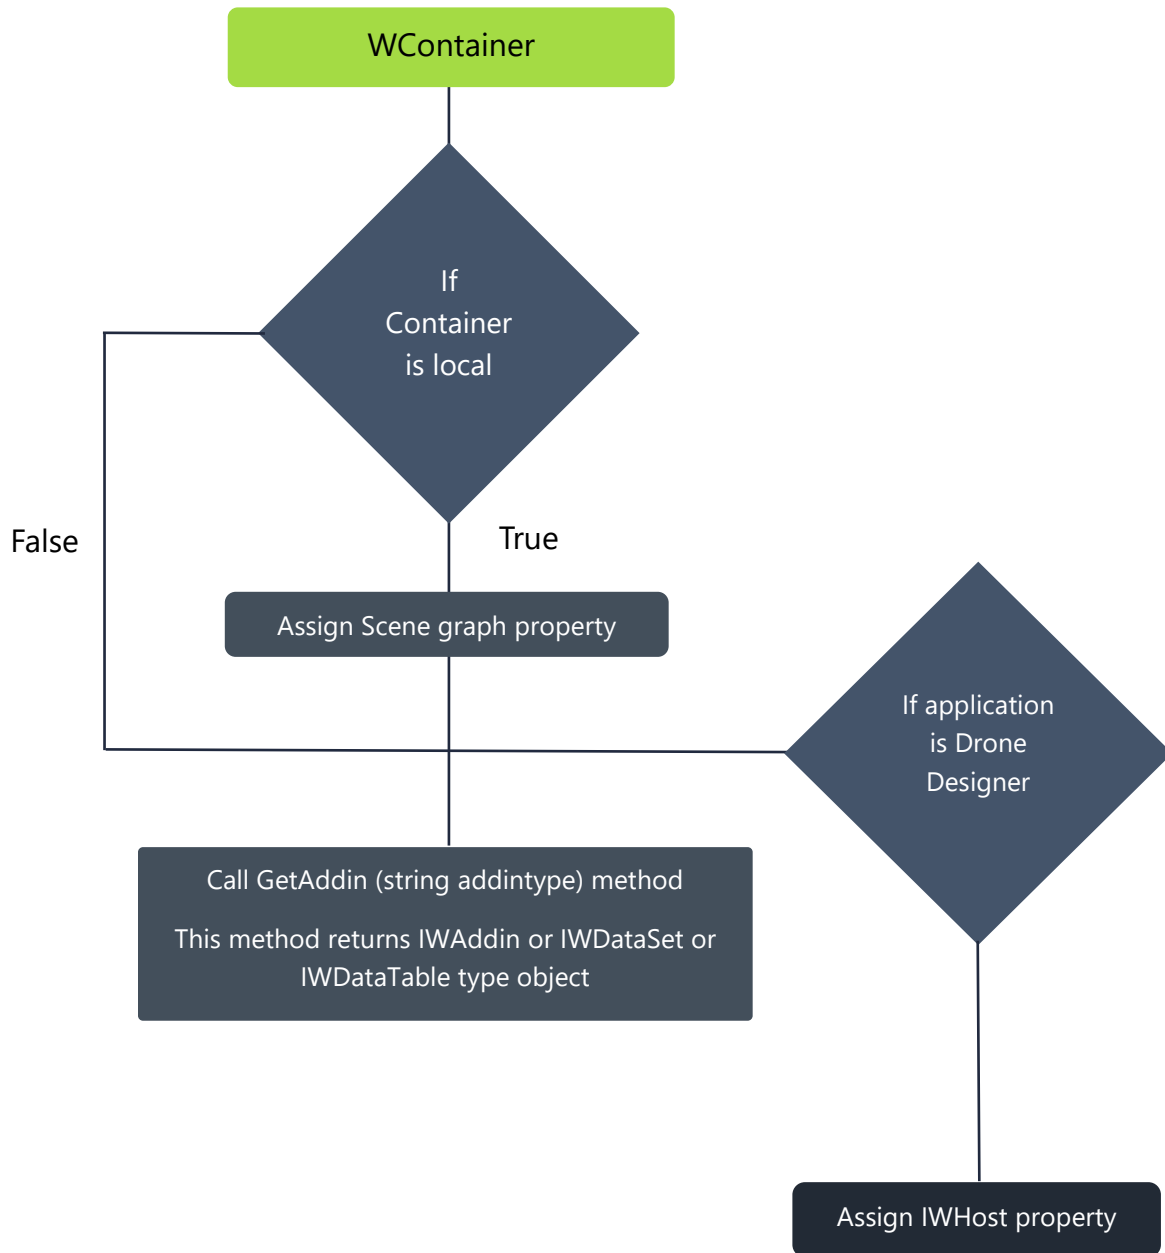 WContainer
If
Container
is local
False
True
Assign Scene graph property
If application
is Drone
Designer
Call GetAddin (string addintype) method
This method returns IWAddin or IWDataSet or
IWDataTable type object
Assign IWHost property